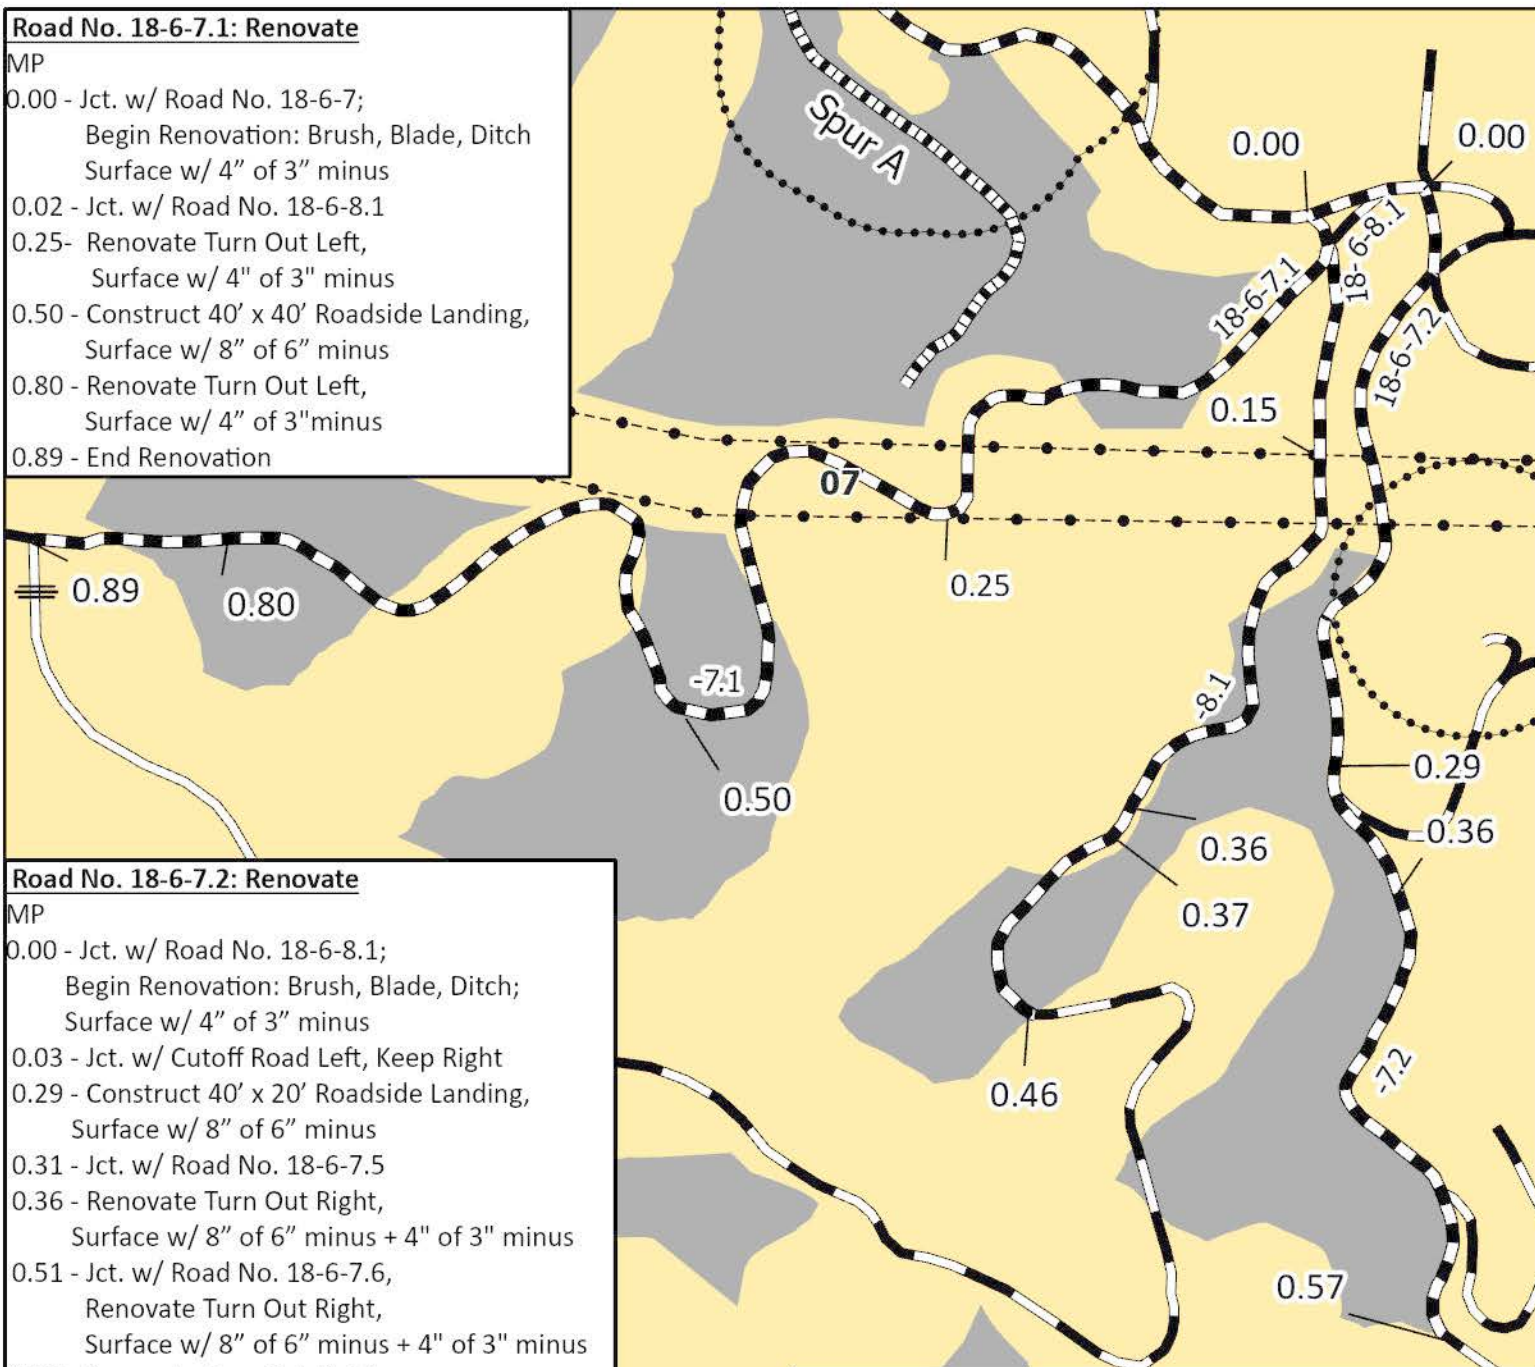 Road No. 18-6-7.1: Renovate
MP
0.00 - Jct. w/ Road No. 18-6-7;
Begin Renovation: Brush, Blade, Ditch
Surface w/ 4” of 3” minus
0.02 - Jct. w/ Road No. 18-6-8.1
0.25- Renovate Turn Out Left,
Surface w/ 4" of 3" minus
0.50 - Construct 40’ x 40’ Roadside Landing,
Surface w/ 8” of 6” minus
0.80 - Renovate Turn Out Left,
Surface w/ 4” of 3"minus
0.89 - End Renovation
Spur A
0.00
0.00
18-6-8.1
18-6-7.1
18-6-7.2
0.15
07
0.25
0.89
0.80
-7.1
-8.1
0.50
0.29
0.36
0.36
0.37
0.46
-7.2
0.57
Road No. 18-6-7.2: Renovate
MP
0.00 - Jct. w/ Road No. 18-6-8.1;
Begin Renovation: Brush, Blade, Ditch;
Surface w/ 4” of 3” minus
0.03 - Jct. w/ Cutoff Road Left, Keep Right
0.29 - Construct 40’ x 20’ Roadside Landing,
Surface w/ 8” of 6” minus
0.31 - Jct. w/ Road No. 18-6-7.5
0.36 - Renovate Turn Out Right,
Surface w/ 8” of 6” minus + 4" of 3" minus
0.51 - Jct. w/ Road No. 18-6-7.6,
Renovate Turn Out Right,
Surface w/ 8” of 6” minus + 4" of 3" minus